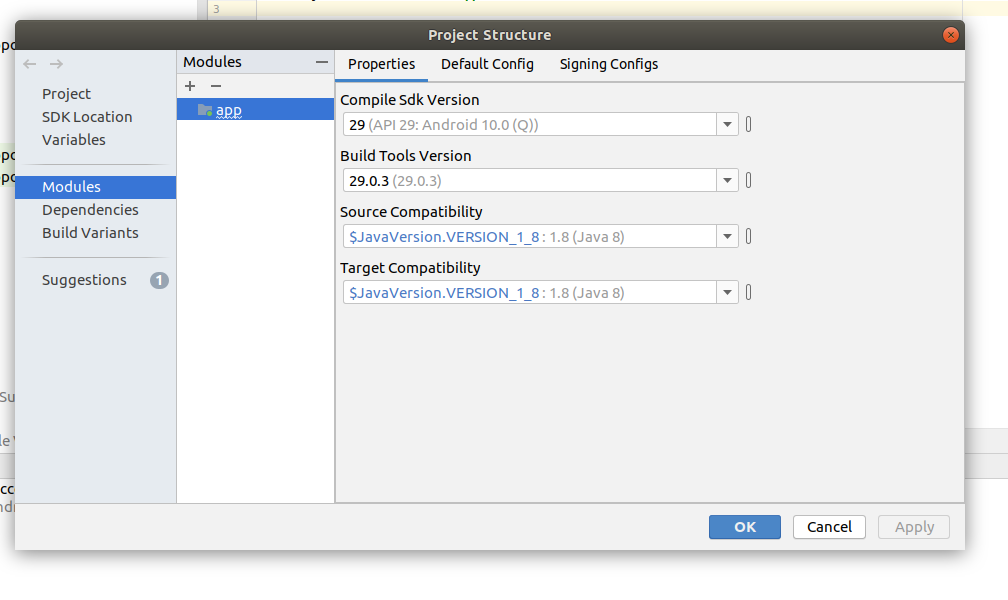 3
Project Structure
Project
SDK Location
Variables
Modules
Dependencies
Build Variants
Suggestions 1
Modules
app
Properties Default Config Signing Configs
Compile Sdk Version
29 (API 29: Android 10.0 (Q))
Build Tools Version
29.0.3 (29.0.3)
Source Compatibility
$JavaVersion.VERSION_1_8 : 1.8 (Java 8)
Target Compatibility
$JavaVersion.VERSION_1_8 : 1.8 (Java 8)
OK Cancel Apply